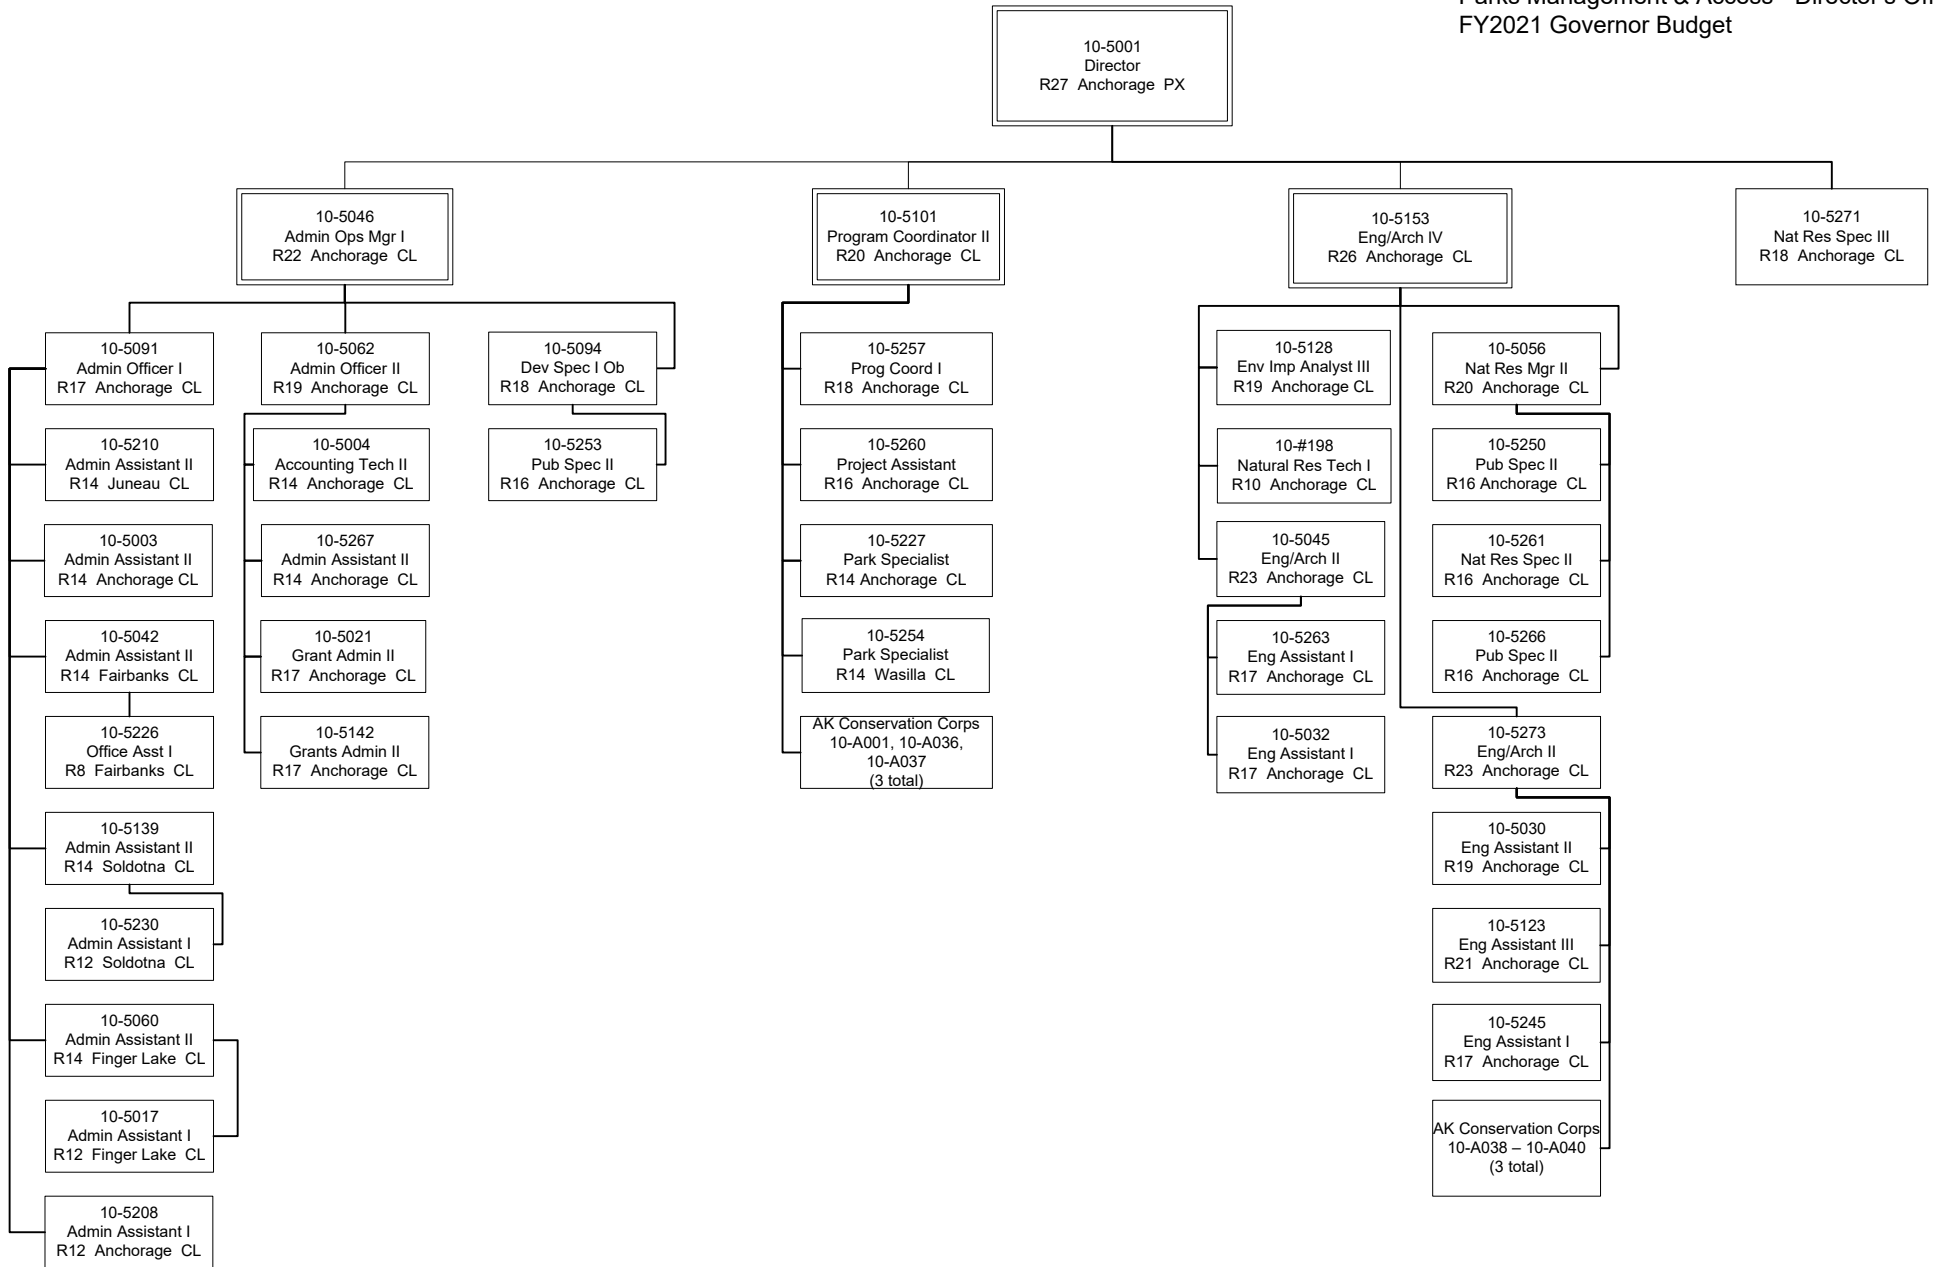 Parks Management & Access - Director's
FY2021 Governor Budget
10-5001
Director
R27 Anchorage PX
10-5046
Admin Ops Mgr I
R22 Anchorage CL
10-5101
Program Coordinator II
R20 Anchorage CL
10-5153
Eng/Arch IV
R26 Anchorage CL
10-5271
Nat Res Spec III
R18 Anchorage CL
10-5091
Admin Officer I
R17 Anchorage CL
10-5210
Admin Assistant II
R14 Juneau CL
10-5003
Admin Assistant II
R14 Anchorage CL
10-5042
Admin Assistant II
R14 Fairbanks CL
10-5226
Office Asst I
R8 Fairbanks CL
10-5139
Admin Assistant II
R14 Soldotna CL
10-5230
Admin Assistant I
R12 Soldotna CL
10-5060
Admin Assistant II
R14 Finger Lake CL
10-5017
Admin Assistant I
R12 Finger Lake CL
10-5208
Admin Assistant I
R12 Anchorage CL
10-5062
Admin Officer II
R19 Anchorage CL
10-5004
Accounting Tech II
R14 Anchorage CL
10-5267
Admin Assistant II
R14 Anchorage CL
10-5021
Grant Admin II
R17 Anchorage CL
10-5142
Grants Admin II
R17 Anchorage CL
10-5094
Dev Spec I Ob
R18 Anchorage CL
10-5253
Pub Spec II
R16 Anchorage CL
10-5257
Prog Coord I
R18 Anchorage CL
10-5260
Project Assistant
R16 Anchorage CL
10-5227
Park Specialist
R14 Anchorage CL
10-5254
Park Specialist
R14 Wasilla CL
AK Conservation Corps
10-A001, 10-A036,
10-A037
(3 total)
10-5128
Env Imp Analyst III
R19 Anchorage CL
10-#198
Natural Res Tech I
R10 Anchorage CL
10-5045
Eng/Arch II
R23 Anchorage CL
10-5263
Eng Assistant I
R17 Anchorage CL
10-5032
Eng Assistant I
R17 Anchorage CL
10-5056
Nat Res Mgr II
R20 Anchorage CL
10-5250
Pub Spec II
R16 Anchorage CL
10-5261
Nat Res Spec II
R16 Anchorage CL
10-5266
Pub Spec II
R16 Anchorage CL
10-5273
Eng/Arch II
R23 Anchorage CL
10-5030
Eng Assistant II
R19 Anchorage CL
10-5123
Eng Assistant III
R21 Anchorage CL
10-5245
Eng Assistant I
R17 Anchorage CL
AK Conservation Corps
10-A038 – 10-A040
(3 total)